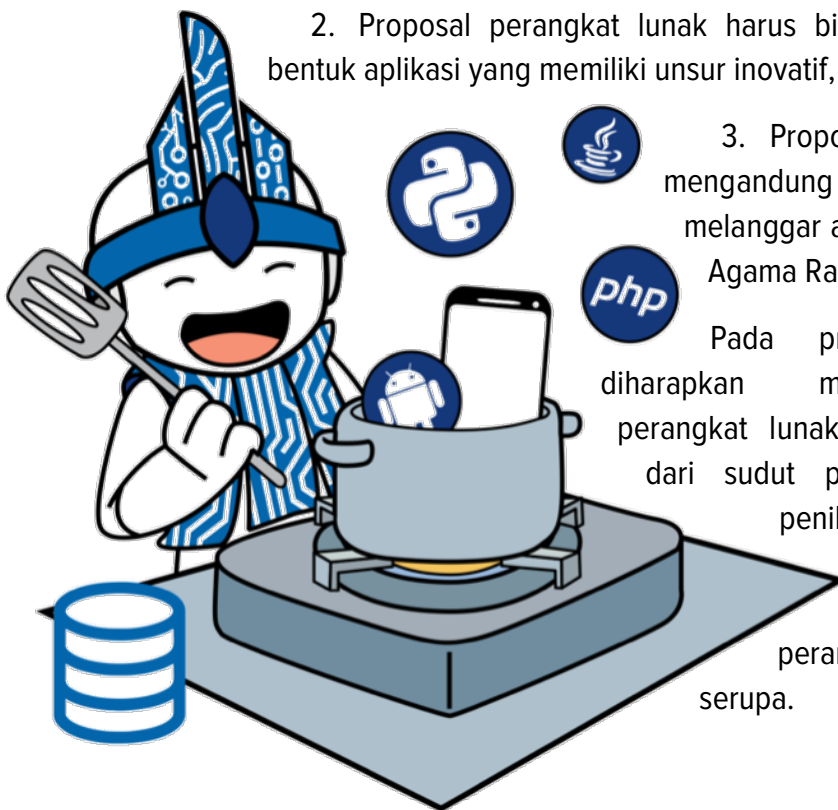 2. Proposal perangkat lunak harus bi
bentuk aplikasi yang memiliki unsur inovatif,
3. Propo
mengandung
melanggar a
Agama Ra
php
Pada pr
diharapkan m
perangkat lunak
dari sudut p
penil
peran
serupa.